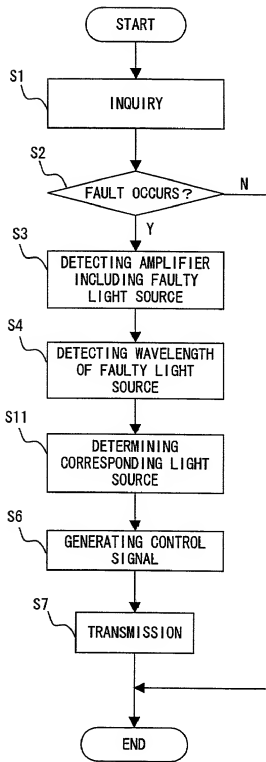 START
S1
INQUIRY
S2
FAULT OCCURS?
N
Y
S3
DETECTING AMPLIFIER
INCLUDING FAULTY
LIGHT SOURCE
S4
DETECTING WAVELENGTH
OF FAULTY LIGHT
SOURCE
S11
DETERMINING
CORRESPONDING LIGHT
SOURCE
S6
GENERATING CONTROL
SIGNAL
S7
TRANSMISSION
END